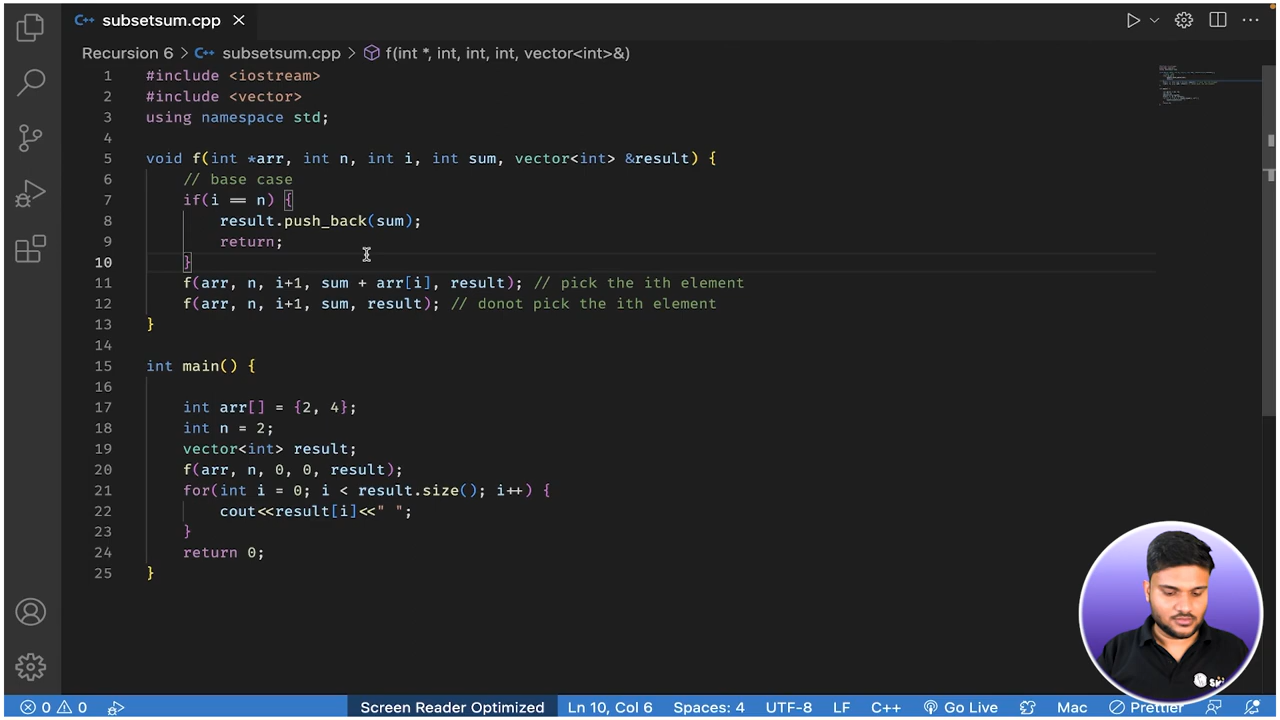 subsetsum.cpp
Recursion 6 > subsetsum.cpp > f(int *, int, int, int, vector<int>&)
1 #include <iostream>
2 #include <vector>
3 using namespace std;
4
5 void f(int *arr, int n, int i, int sum, vector<int> &result) {
6 // base case
7 if(i == n) {
8 result.push_back(sum);
9 return;
10 }
11 f(arr, n, i+1, sum + arr[i], result); // pick the ith element
12 f(arr, n, i+1, sum, result); // donot pick the ith element
13 }
14
15 int main() {
16
17 int arr[] = {2, 4};
18 int n = 2;
19 vector<int> result;
20 f(arr, n, 0, 0, result);
21 for(int i = 0; i < result.size(); i++) {
22 cout<<result[i]<<" ";
23 }
24 return 0;
25 }
0 0 Screen Reader Optimized Ln 10, Col 6 Spaces: 4 UTF-8 LF C++ Go Live Mac Prettier